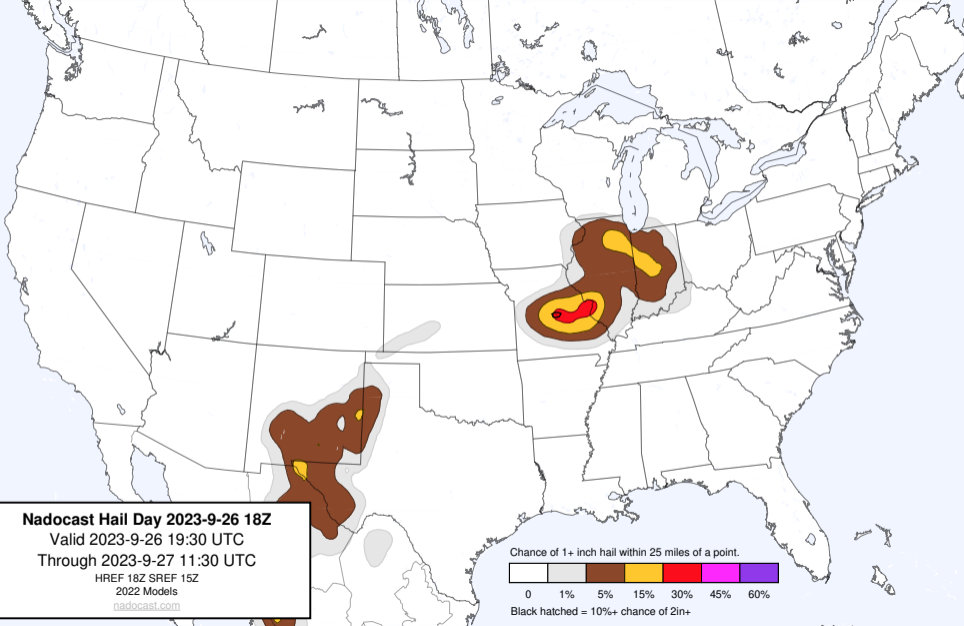 Nadocast Hail Day 2023-9-26 18Z
Valid 2023-9-26 19:30 UTC
Through 2023-9-27 11:30 UTC
HREF 18Z SREF 15Z
2022 Models
nadocast.com
Chance of 1+ inch hail within 25 miles of a point.
0 1% 5% 15% 30% 45% 60%
Black hatched = 10%+ chance of 2in+